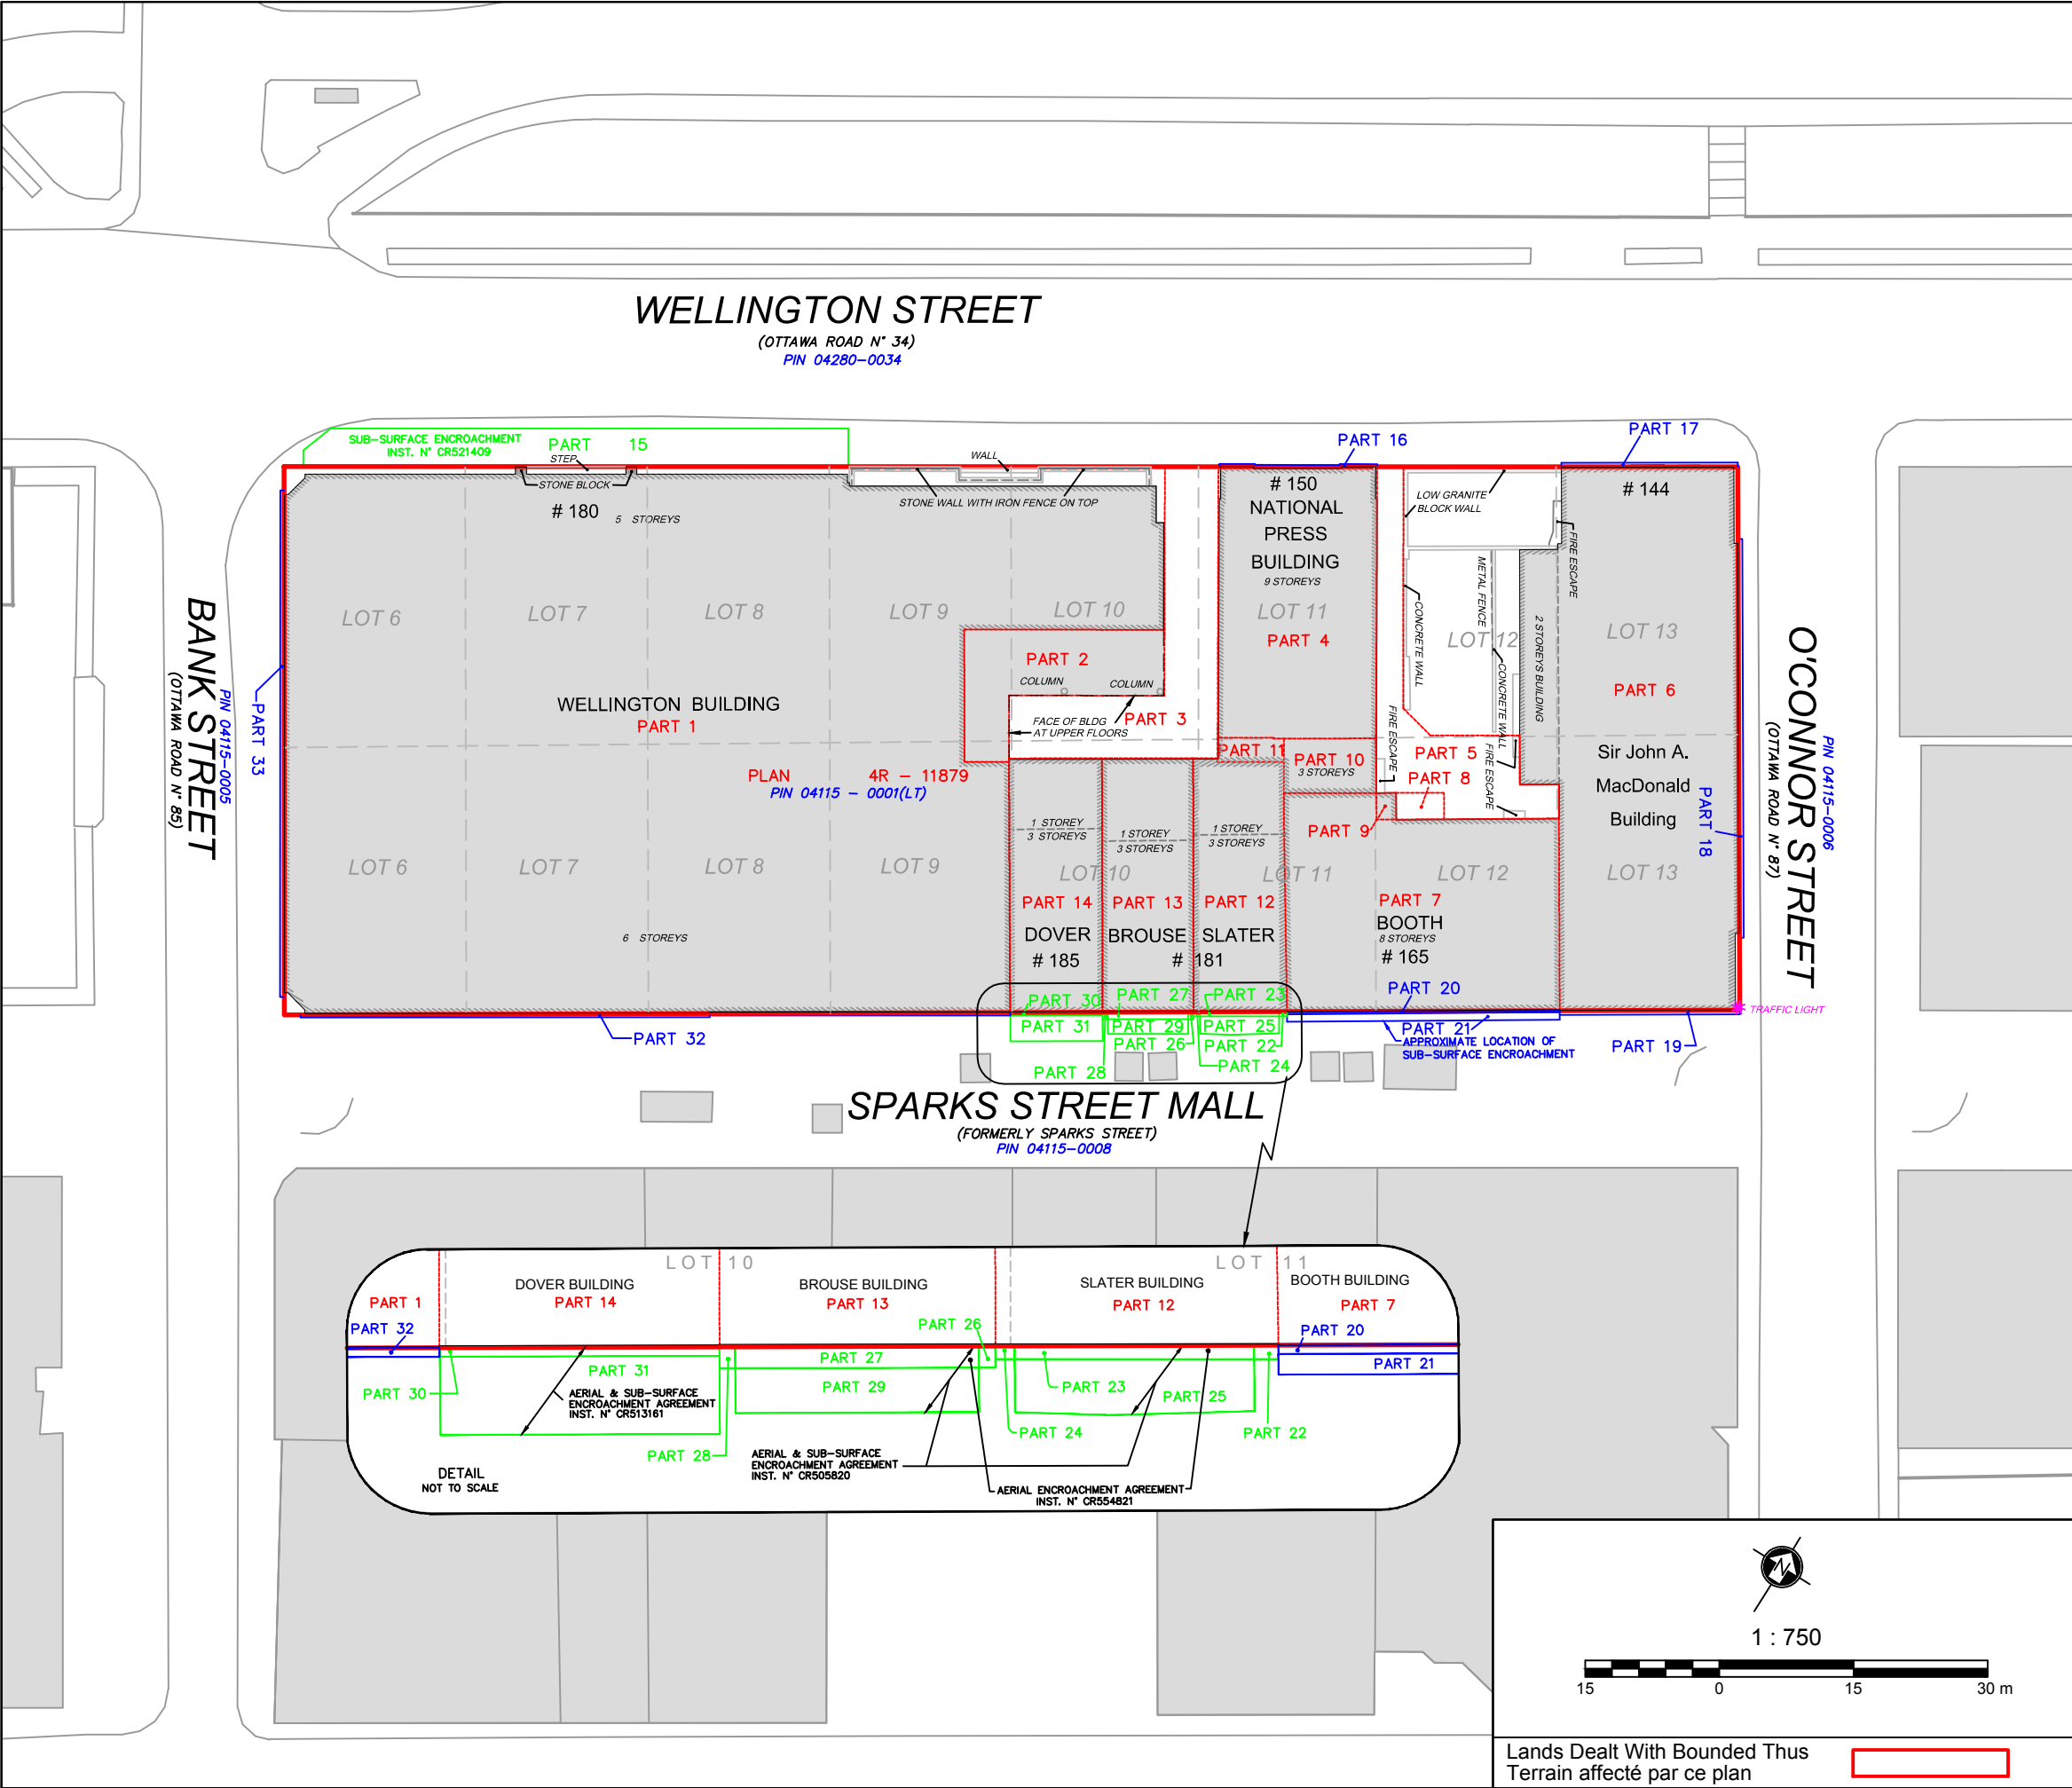 WELLINGTON STREET
(OTTAWA ROAD N° 34)
PIN 04280-0034
SUB-SURFACE ENCROACHMENT
INST. N° CR521409
PART 15
STEP
STONE BLOCK
WALL
STONE WALL WITH IRON FENCE ON TOP
PART 16
PART 17
# 180
5 STOREYS
# 150
NATIONAL
PRESS
BUILDING
9 STOREYS
LOT 11
PART 4
LOW GRANITE
BLOCK WALL
FIRE ESCAPE
# 144
METAL FENCE
CONCRETE WALL
LOT 12
2 STOREYS BUILDING
CONCRETE WALL
LOT 13
PART 6
LOT 6
LOT 7
LOT 8
LOT 9
LOT 10
PART 2
COLUMN
COLUMN
FACE OF BLDG
AT UPPER FLOORS
PART 3
WELLINGTON BUILDING
PART 1
BANK STREET
(OTTAWA ROAD N° 85)
PIN 04115-0005
PART 33
O'CONNOR STREET
(OTTAWA ROAD N° 87)
PIN 04115-0006
PART 18
PLAN 4R - 11879
PIN 04115 - 0001(LT)
PART 11
PART 10
3 STOREYS
FIRE ESCAPE
PART 5
PART 8
FIRE ESCAPE
PART 9
Sir John A.
MacDonald
Building
1 STOREY
3 STOREYS
1 STOREY
3 STOREYS
1 STOREY
3 STOREYS
LOT 6
LOT 7
LOT 8
LOT 9
LOT 10
LOT 11
LOT 12
LOT 13
PART 14
PART 13
PART 12
PART 7
DOVER
BROUSE
SLATER
BOOTH
8 STOREYS
# 185
# 181
# 165
6 STOREYS
PART 20
PART 30
PART 27
PART 23
PART 31
PART 29
PART 25
PART 26
PART 22
PART 28
PART 24
PART 21
APPROXIMATE LOCATION OF
SUB-SURFACE ENCROACHMENT
PART 19
TRAFFIC LIGHT
PART 32
SPARKS STREET MALL
(FORMERLY SPARKS STREET)
PIN 04115-0008
LOT 10
LOT 11
DOVER BUILDING
BROUSE BUILDING
SLATER BUILDING
BOOTH BUILDING
PART 1
PART 14
PART 13
PART 12
PART 7
PART 32
PART 26
PART 20
PART 31
PART 27
PART 21
PART 30
PART 29
PART 23
PART 25
AERIAL & SUB-SURFACE
ENCROACHMENT AGREEMENT
INST. N° CR513161
PART 28
PART 24
PART 22
AERIAL & SUB-SURFACE
ENCROACHMENT AGREEMENT
INST. N° CR505820
DETAIL
NOT TO SCALE
AERIAL ENCROACHMENT AGREEMENT
INST. N° CR554821
N
1 : 750
15 0 15 30 m
Lands Dealt With Bounded Thus
Terrain affecté par ce plan